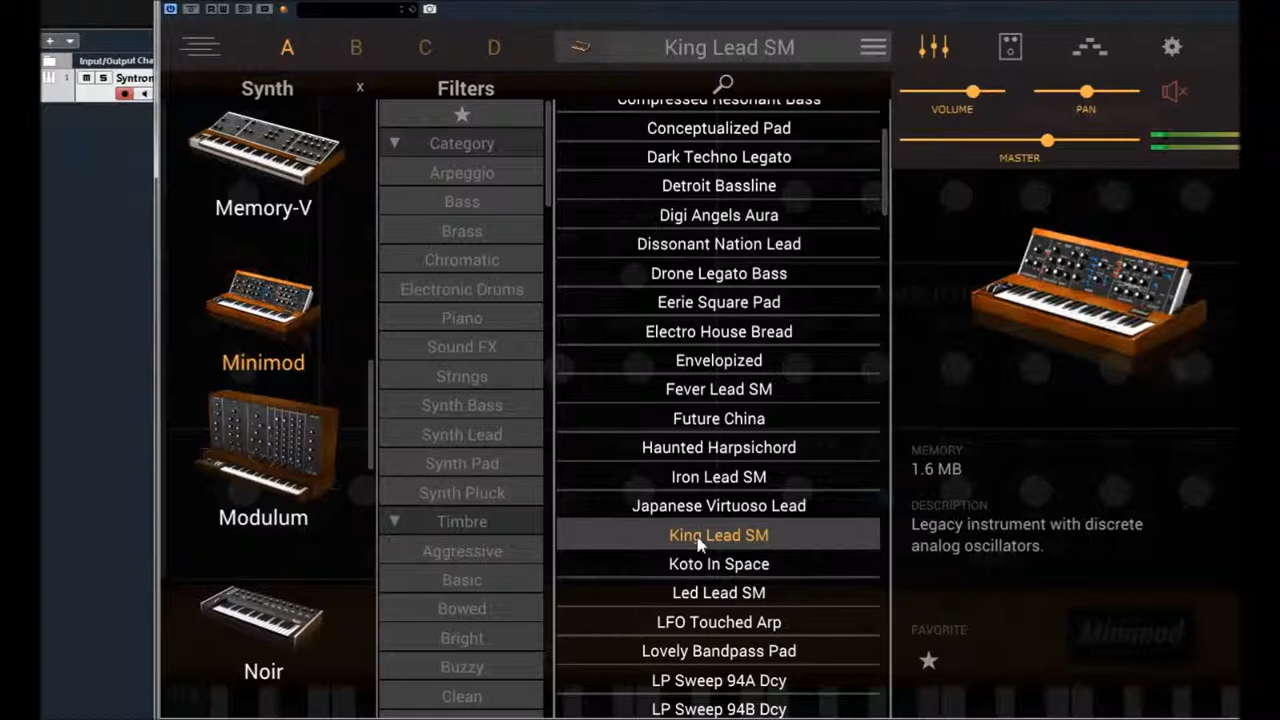 A
B
C
D
King Lead SM
Input/Output Cha
1
M
S
Syntron
Synth
x
Filters
VOLUME
PAN
MASTER
Memory-V
Minimod
Modulum
Noir
Category
Arpeggio
Bass
Brass
Chromatic
Electronic Drums
Piano
Sound FX
Strings
Synth Bass
Synth Lead
Synth Pad
Synth Pluck
Timbre
Aggressive
Basic
Bowed
Bright
Buzzy
Clean
Compressed Resonant Bass
Conceptualized Pad
Dark Techno Legato
Detroit Bassline
Digi Angels Aura
Dissonant Nation Lead
Drone Legato Bass
Eerie Square Pad
Electro House Bread
Envelopized
Fever Lead SM
Future China
Haunted Harpsichord
Iron Lead SM
Japanese Virtuoso Lead
King Lead SM
Koto In Space
Led Lead SM
LFO Touched Arp
Lovely Bandpass Pad
LP Sweep 94A Dcy
LP Sweep 94B Dcy
MEMORY
1.6 MB
DESCRIPTION
Legacy instrument with discrete
analog oscillators.
FAVORITE
Minimod